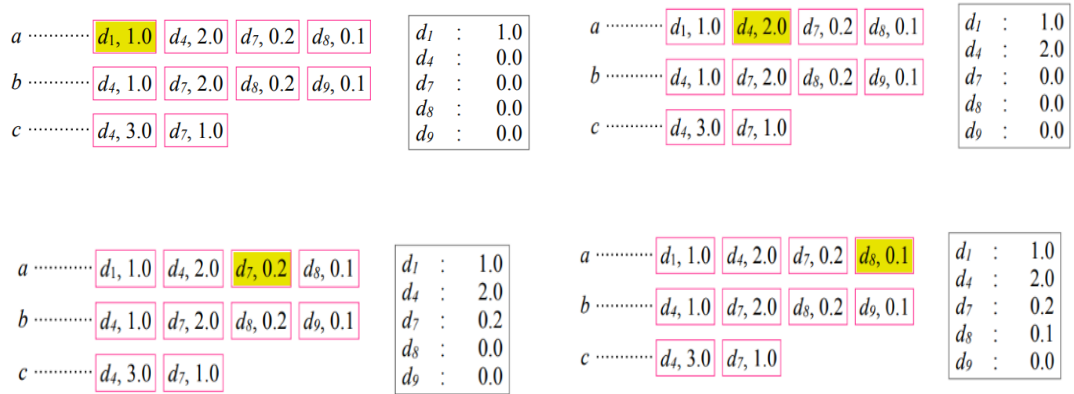 a ··········· d₁, 1.0 d₄, 2.0 d₇, 0.2 d₈, 0.1
b ··········· d₄, 1.0 d₇, 2.0 d₈, 0.2 d₉, 0.1
c ··········· d₄, 3.0 d₇, 1.0
d₁ : 1.0
d₄ : 0.0
d₇ : 0.0
d₈ : 0.0
d₉ : 0.0
a ··········· d₁, 1.0 d₄, 2.0 d₇, 0.2 d₈, 0.1
b ··········· d₄, 1.0 d₇, 2.0 d₈, 0.2 d₉, 0.1
c ··········· d₄, 3.0 d₇, 1.0
d₁ : 1.0
d₄ : 2.0
d₇ : 0.0
d₈ : 0.0
d₉ : 0.0
a ··········· d₁, 1.0 d₄, 2.0 d₇, 0.2 d₈, 0.1
b ··········· d₄, 1.0 d₇, 2.0 d₈, 0.2 d₉, 0.1
c ··········· d₄, 3.0 d₇, 1.0
d₁ : 1.0
d₄ : 2.0
d₇ : 0.2
d₈ : 0.0
d₉ : 0.0
a ··········· d₁, 1.0 d₄, 2.0 d₇, 0.2 d₈, 0.1
b ··········· d₄, 1.0 d₇, 2.0 d₈, 0.2 d₉, 0.1
c ··········· d₄, 3.0 d₇, 1.0
d₁ : 1.0
d₄ : 2.0
d₇ : 0.2
d₈ : 0.1
d₉ : 0.0